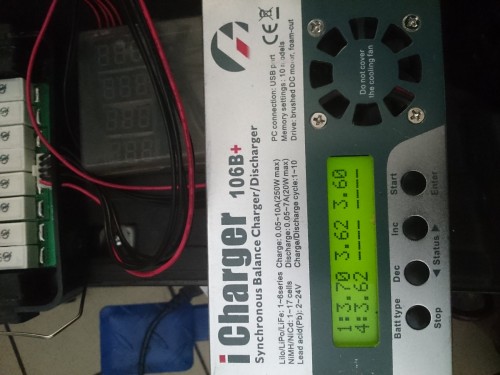 iCharger 106B+
Synchronous Balance Charger/Discharger
Lilo/LiPo/LiFe: 1~6series
NiMH/NiCd: 1~17 cells
Lead acid(Pb): 2~24V
Charge: 0.05~10A(250W max)
Discharge: 0.05~7A(20W max)
Charge/Discharge cycle: 1~10
PC connection: USB port
Memory settings: 10 models
Drive: brushed DC motor, foam-cut
CE
Do not cover
the cooling fan
1:3.70 3.62 3.60
4:3.62 ---- ----
Batt type
Stop
Dec
Inc
◀ Status ▶
Start
Enter